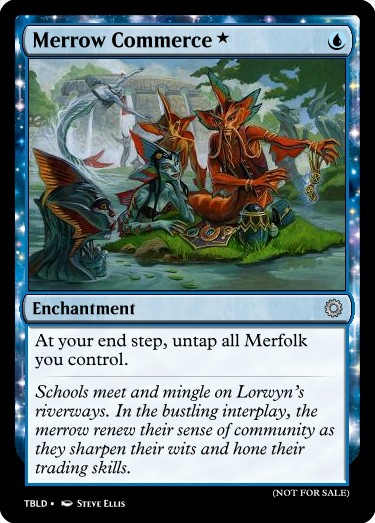 Merrow Commerce ★
Enchantment
At your end step, untap all Merfolk
you control.
Schools meet and mingle on Lorwyn's
riverways. In the bustling interplay, the
merrow renew their sense of community as
they sharpen their wits and hone their
trading skills.
TBLD • Steve Ellis
(NOT FOR SALE)